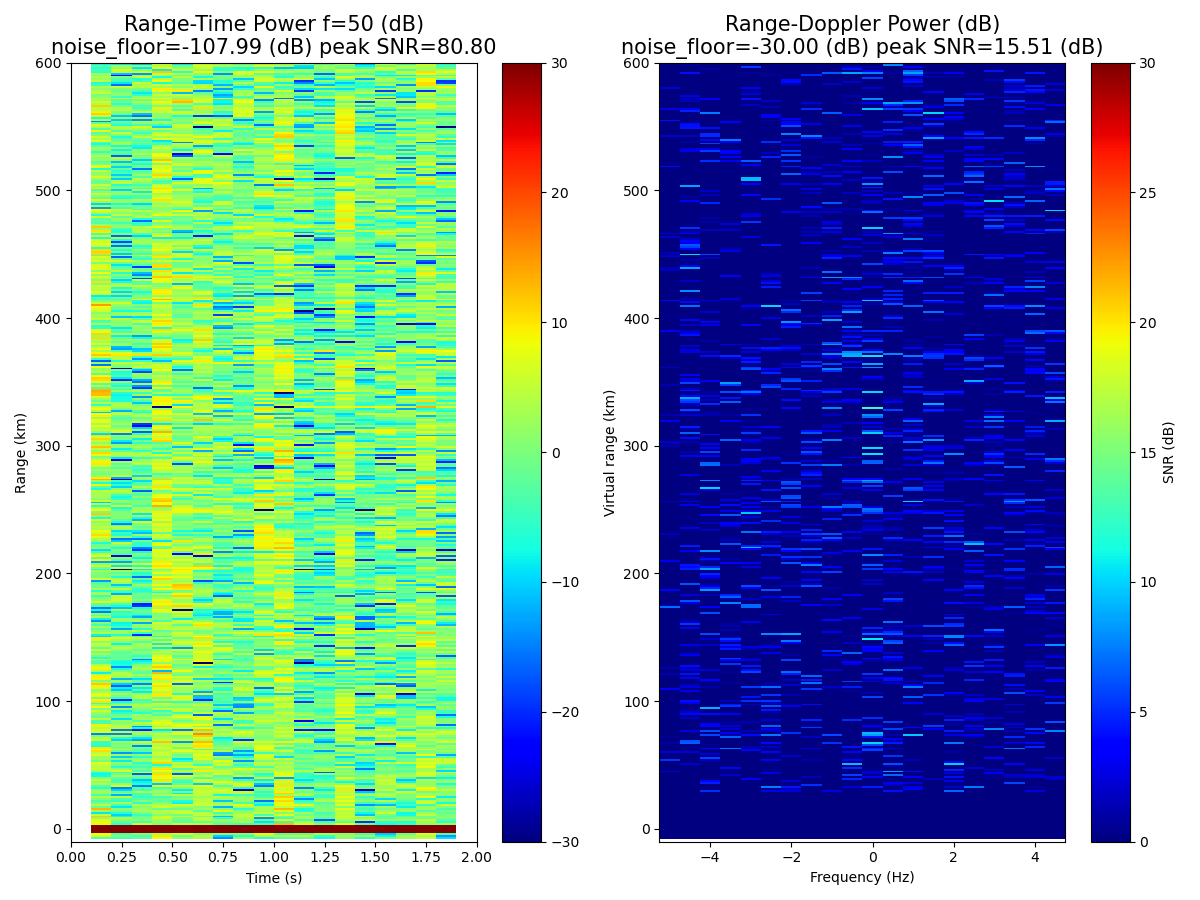 Range-Time Power f=50 (dB)
noise_floor=-107.99 (dB) peak SNR=80.80
600
500
400
300
200
100
0
Range (km)
0.00 0.25 0.50 0.75 1.00 1.25 1.50 1.75 2.00
Time (s)
30
20
10
0
−10
−20
−30
Range-Doppler Power (dB)
noise_floor=-30.00 (dB) peak SNR=15.51 (dB)
600
500
400
300
200
100
0
Virtual range (km)
−4 −2 0 2 4
Frequency (Hz)
30
25
20
15
10
5
0
SNR (dB)